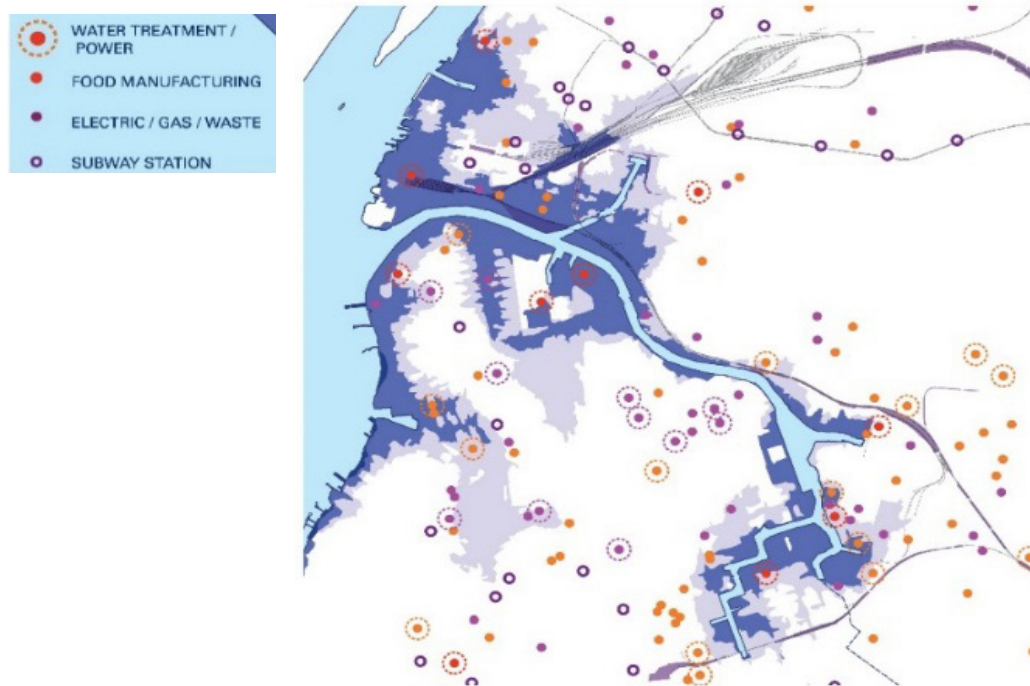 WATER TREATMENT /
POWER
FOOD MANUFACTURING
ELECTRIC / GAS / WASTE
SUBWAY STATION